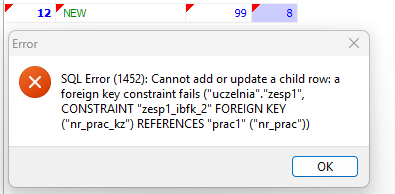 12 NEW 99 8
Error
SQL Error (1452): Cannot add or update a child row: a
foreign key constraint fails ("uczelnia"."zesp1",
CONSTRAINT "zesp1_ibfk_2" FOREIGN KEY
("nr_prac_kz") REFERENCES "prac1" ("nr_prac"))
OK